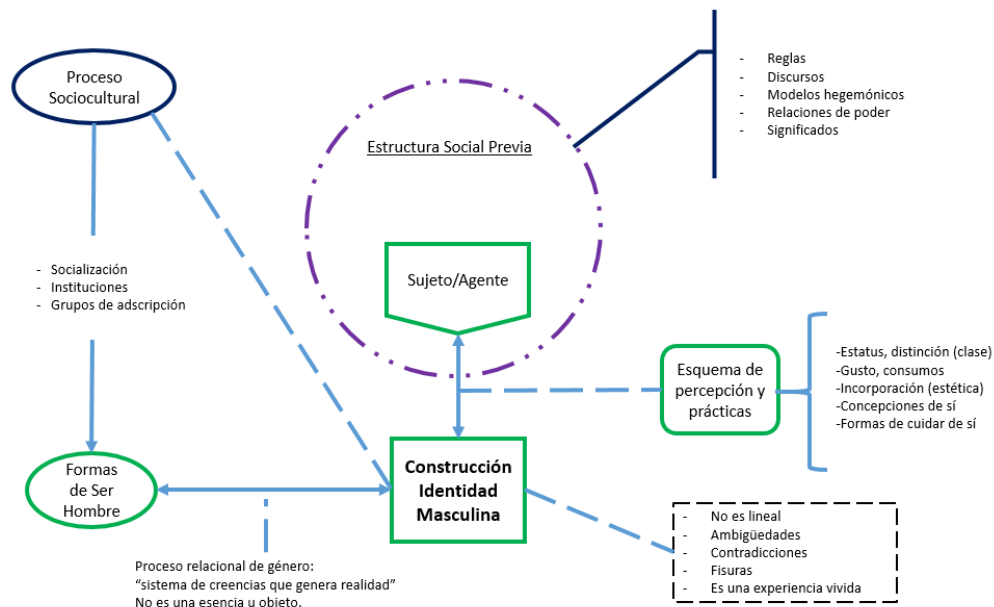 Proceso
Sociocultural
Estructura Social Previa
- Reglas
- Discursos
- Modelos hegemónicos
- Relaciones de poder
- Significados
- Socialización
- Instituciones
- Grupos de adscripción
Sujeto/Agente
Esquema de
percepción y
prácticas
-Estatus, distinción (clase)
-Gusto, consumos
-Incorporación (estética)
-Concepciones de sí
-Formas de cuidar de sí
Formas
de Ser
Hombre
Construcción
Identidad
Masculina
- No es lineal
- Ambigüedades
- Contradicciones
- Fisuras
- Es una experiencia vivida
Proceso relacional de género:
“sistema de creencias que genera realidad”
No es una esencia u objeto.